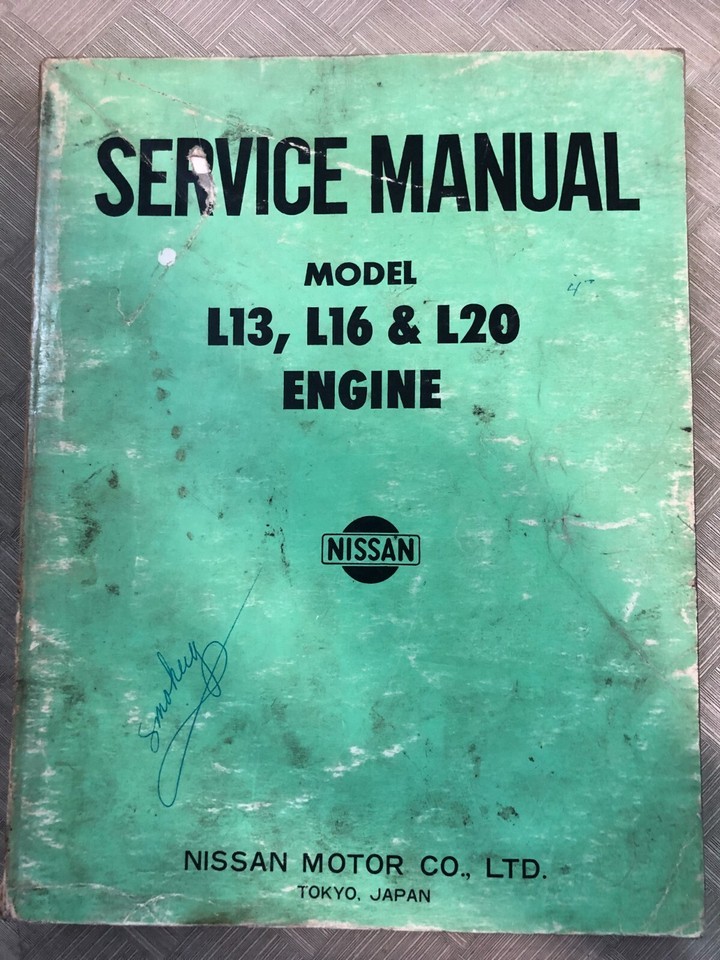 SERVICE MANUAL
MODEL
L13, L16 & L20
ENGINE
NISSAN
Smokey
NISSAN MOTOR CO., LTD.
TOKYO, JAPAN